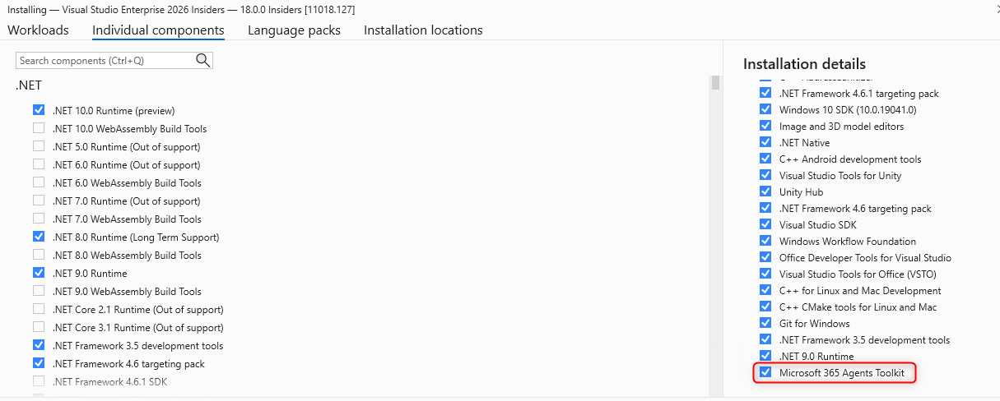 Installing — Visual Studio Enterprise 2026 Insiders — 18.0.0 Insiders [11018.127]
Workloads Individual components Language packs Installation locations
Search components (Ctrl+Q)
.NET
.NET 10.0 Runtime (preview)
.NET 10.0 WebAssembly Build Tools
.NET 5.0 Runtime (Out of support)
.NET 6.0 Runtime (Out of support)
.NET 6.0 WebAssembly Build Tools
.NET 7.0 Runtime (Out of support)
.NET 7.0 WebAssembly Build Tools
.NET 8.0 Runtime (Long Term Support)
.NET 8.0 WebAssembly Build Tools
.NET 9.0 Runtime
.NET 9.0 WebAssembly Build Tools
.NET Core 2.1 Runtime (Out of support)
.NET Core 3.1 Runtime (Out of support)
.NET Framework 3.5 development tools
.NET Framework 4.6 targeting pack
.NET Framework 4.6.1 SDK
Installation details
.NET Framework 4.6.1 targeting pack
Windows 10 SDK (10.0.19041.0)
Image and 3D model editors
.NET Native
C++ Android development tools
Visual Studio Tools for Unity
Unity Hub
.NET Framework 4.6 targeting pack
Visual Studio SDK
Windows Workflow Foundation
Office Developer Tools for Visual Studio
Visual Studio Tools for Office (VSTO)
C++ for Linux and Mac Development
C++ CMake tools for Linux and Mac
Git for Windows
.NET Framework 3.5 development tools
.NET 9.0 Runtime
Microsoft 365 Agents Toolkit